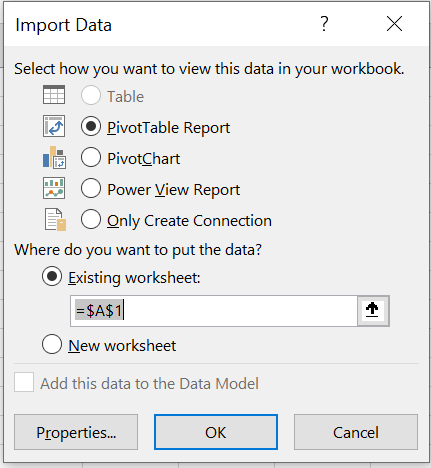 Import Data
?
Select how you want to view this data in your workbook.
Table
PivotTable Report
PivotChart
Power View Report
Only Create Connection
Where do you want to put the data?
Existing worksheet:
=$A$1
New worksheet
Add this data to the Data Model
Properties... OK Cancel